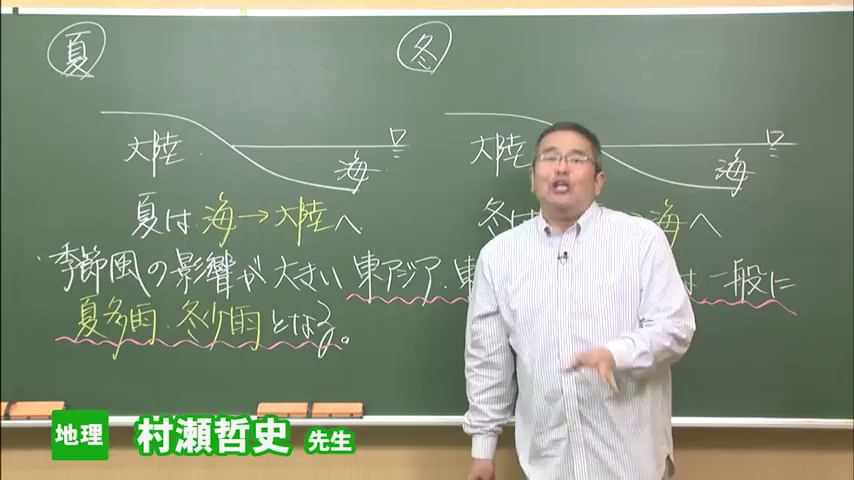 夏
冬
大陸
海
大陸
海
夏は 海→大陸へ
冬は 海へ
季節風の影響が大きい 東アジア・東 は一般に
夏多雨・冬少雨となる。
地理 村瀬哲史 先生